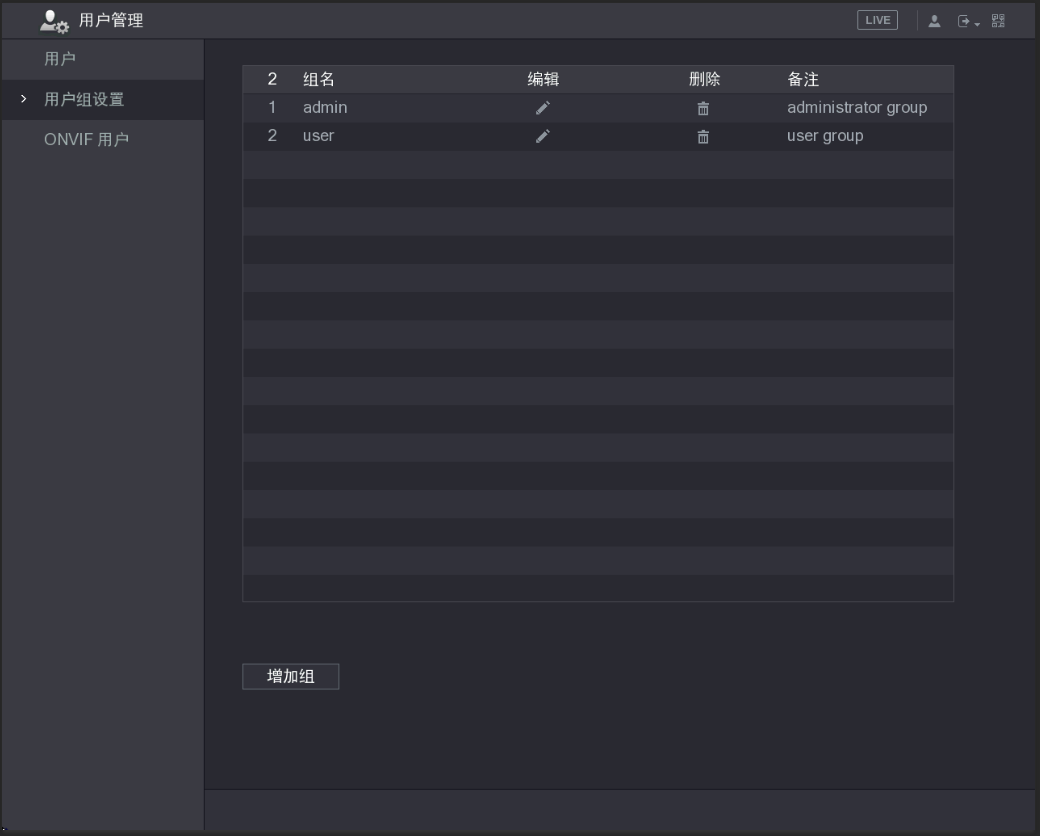 用户管理 LIVE
用户
用户组设置
ONVIF 用户
2 组名 编辑 删除 备注
1 admin administrator group
2 user user group
增加组